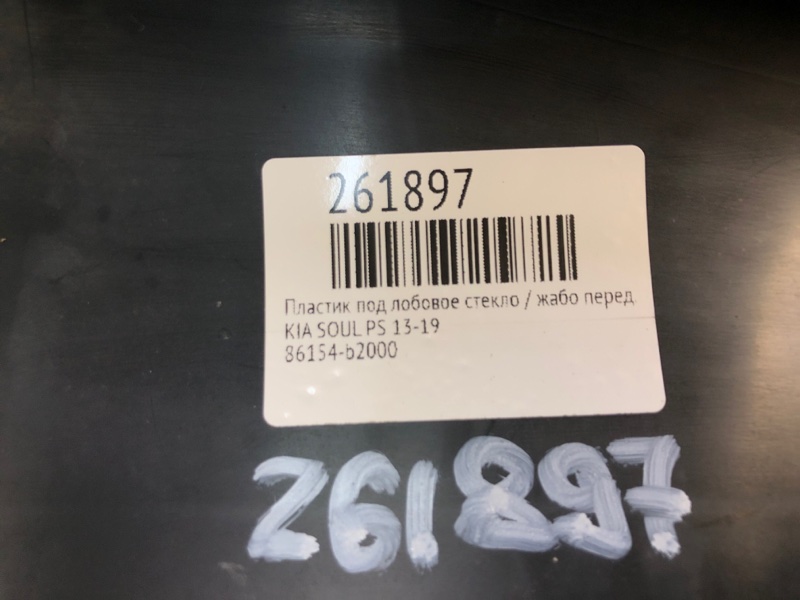 261897
Пластик под лобовое стекло / жабо перед.
KIA SOUL PS 13-19
86154-b2000
261897